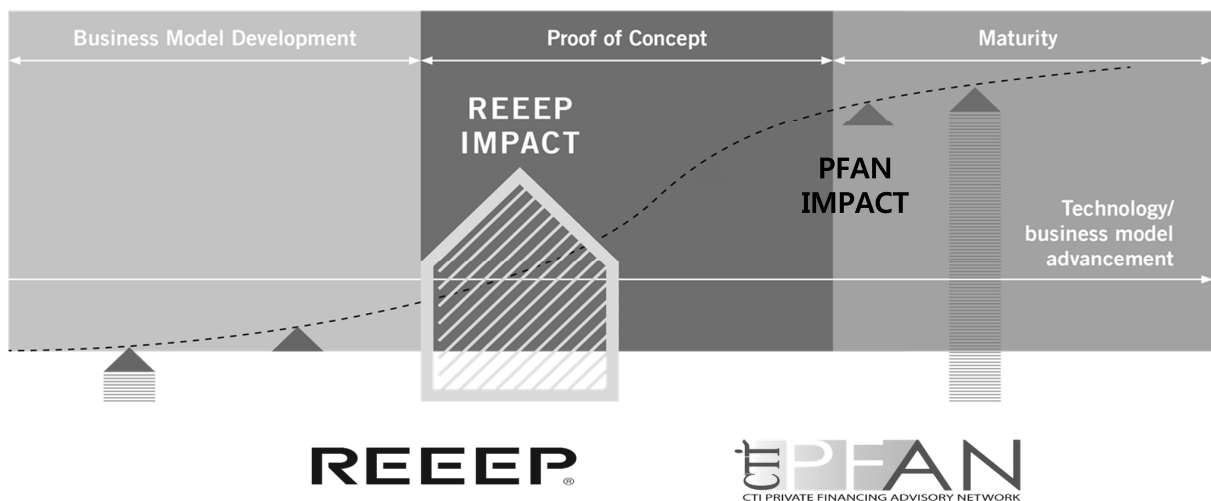 Business Model Development
Proof of Concept
Maturity
REEEP
IMPACT
PFAN
IMPACT
Technology/
business model
advancement
REEEP®
CTI PFAN
CTI PRIVATE FINANCING ADVISORY NETWORK